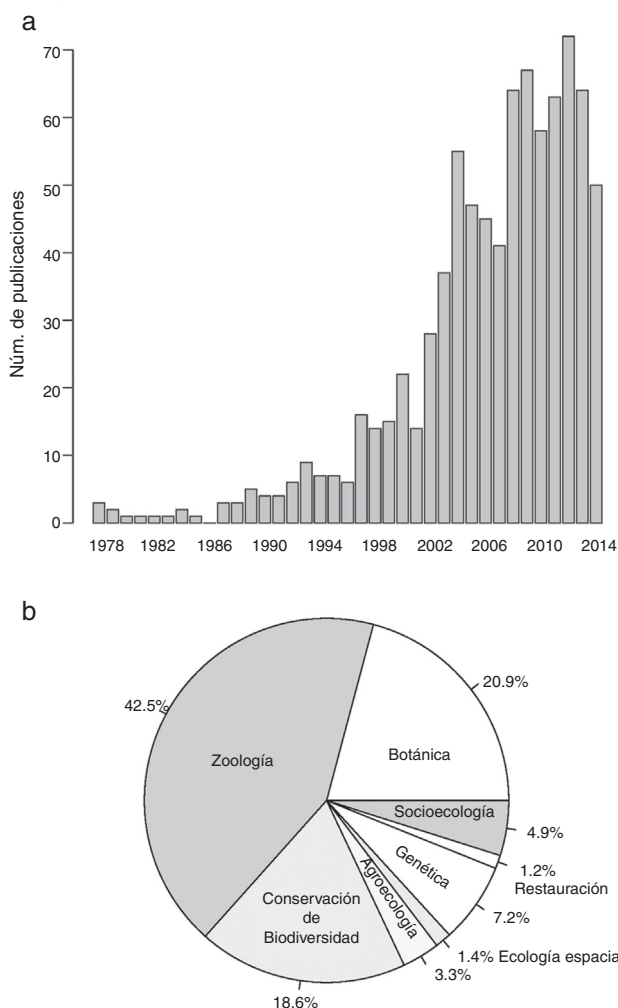 a
Núm. de publicaciones
70
60
50
40
30
20
10
0
1978 1982 1986 1990 1994 1998 2002 2006 2010 2014
b
42.5%
20.9%
Zoología
Botánica
Socioecología
4.9%
Genética
1.2%
Restauración
Agroecología
Conservación
de
Biodiversidad
7.2%
1.4% Ecología espacia
3.3%
18.6%